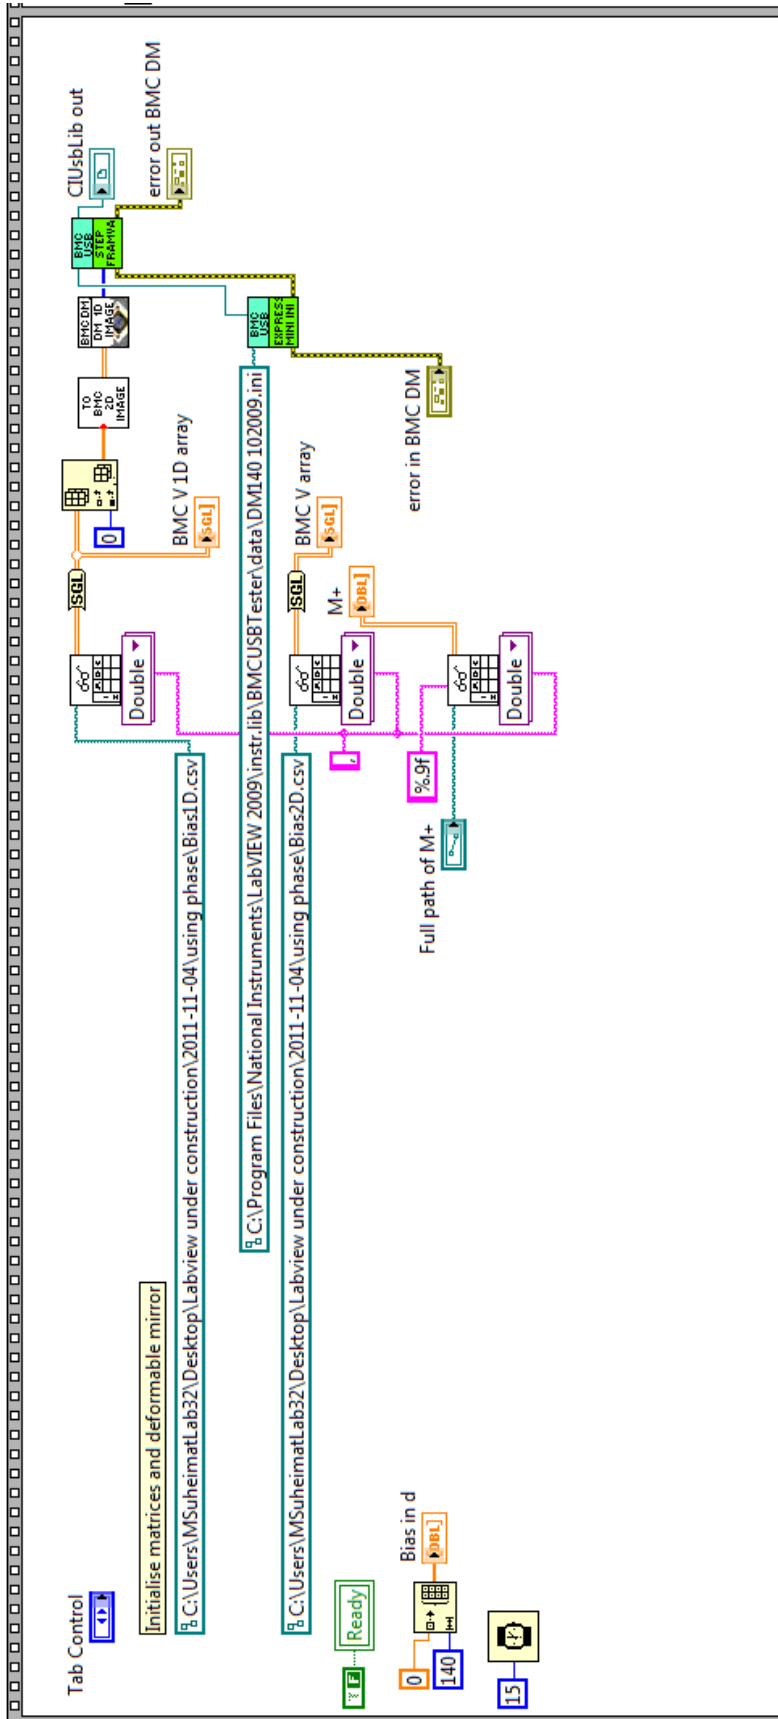 Tab Control
Initialise matrices and deformable mirror
C:\Users\MSuheimatLab32\Desktop\Labview under construction\2011-11-04\using phase\Bias1D.csv
Double
SGL
0
BMC V 1D array
SGL]
TO BMC 2D IMAGE
BMC DM
DM 1D
IMAGE
BMC
USB
STEP
FRAMVA
CIUsbLib out
error out BMC DM
C:\Program Files\National Instruments\LabVIEW 2009\instr.lib\BMCUSBTester\data\DM140 102009.ini
BMC
USB
EXPRESS
MINI INI
error in BMC DM
C:\Users\MSuheimatLab32\Desktop\Labview under construction\2011-11-04\using phase\Bias2D.csv
Double
SGL
BMC V array
SGL]
,
%.9f
Full path of M+
Double
M+
DBL]
F
Ready
0
140
Bias in d
DBL]
15